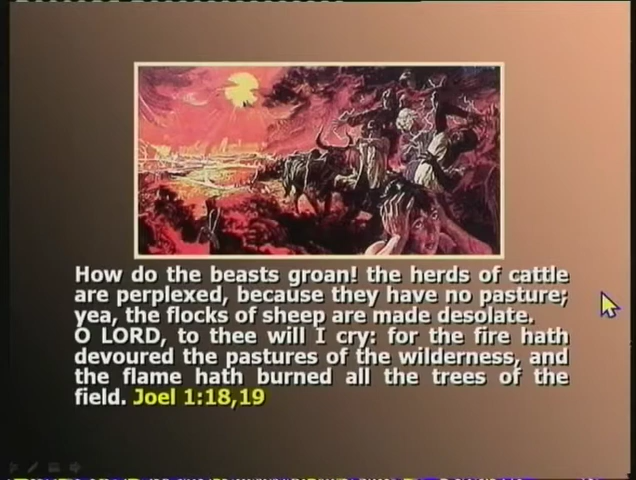 How do the beasts groan! the herds of cattle
are perplexed, because they have no pasture;
yea, the flocks of sheep are made desolate.
O LORD, to thee will I cry: for the fire hath
devoured the pastures of the wilderness, and
the flame hath burned all the trees of the
field. Joel 1:18,19